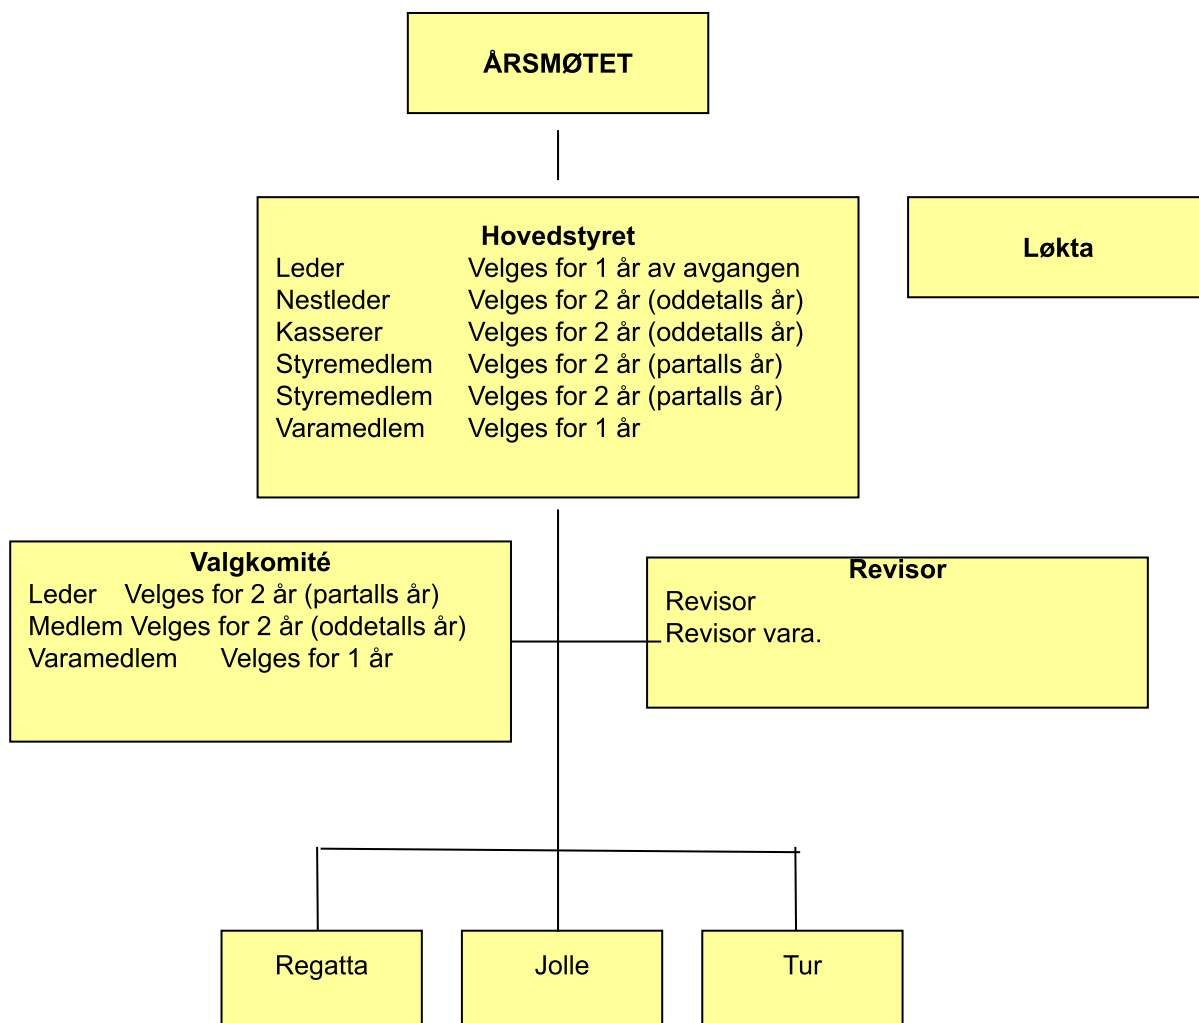 ÅRSMØTET
Hovedstyret
Leder Velges for 1 år av avgangen
Nestleder Velges for 2 år (oddetalls år)
Kasserer Velges for 2 år (oddetalls år)
Styremedlem Velges for 2 år (partalls år)
Styremedlem Velges for 2 år (partalls år)
Varamedlem Velges for 1 år
Løkta
Valgkomité
Leder Velges for 2 år (partalls år)
Medlem Velges for 2 år (oddetalls år)
Varamedlem Velges for 1 år
Revisor
Revisor
Revisor vara.
Regatta
Jolle
Tur